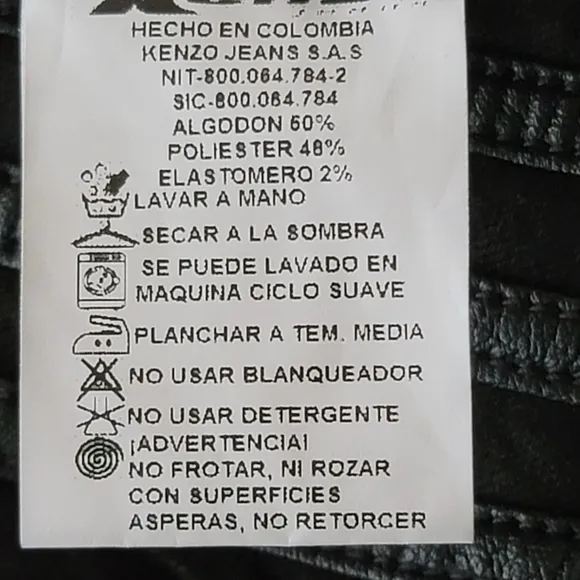 HECHO EN COLOMBIA
KENZO JEANS S.A.S
NIT-800.064.784-2
SIC-800.064.784
ALGODON 50%
POLIESTER 48%
ELASTOMERO 2%
LAVAR A MANO
SECAR A LA SOMBRA
SE PUEDE LAVADO EN
MAQUINA CICLO SUAVE
PLANCHAR A TEM. MEDIA
NO USAR BLANQUEADOR
NO USAR DETERGENTE
¡ADVERTENCIA!
NO FROTAR, NI ROZAR
CON SUPERFICIES
ASPERAS, NO RETORCER